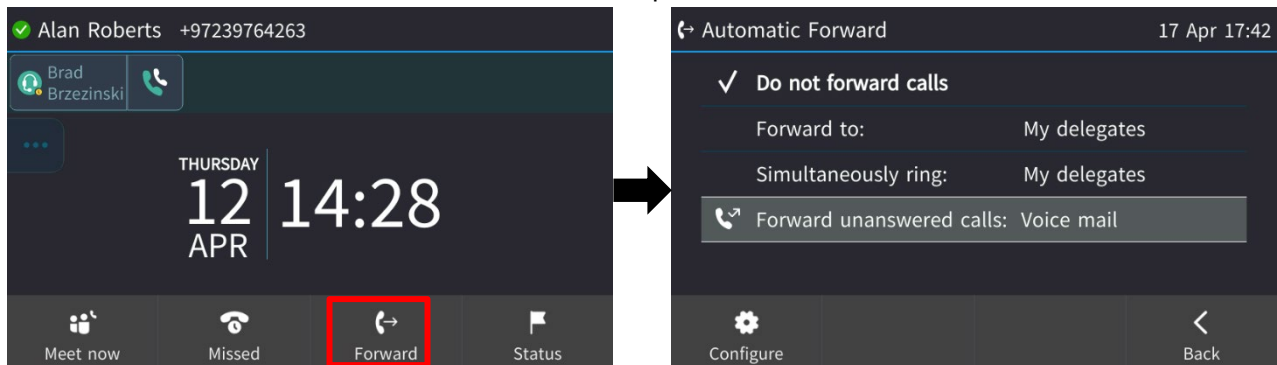 Alan Roberts +97239764263
Brad
Brzezinski
THURSDAY
12
APR
14:28
Meet now
Missed
Forward
Status
Automatic Forward 17 Apr 17:42
Do not forward calls
Forward to: My delegates
Simultaneously ring: My delegates
Forward unanswered calls: Voice mail
Configure
Back